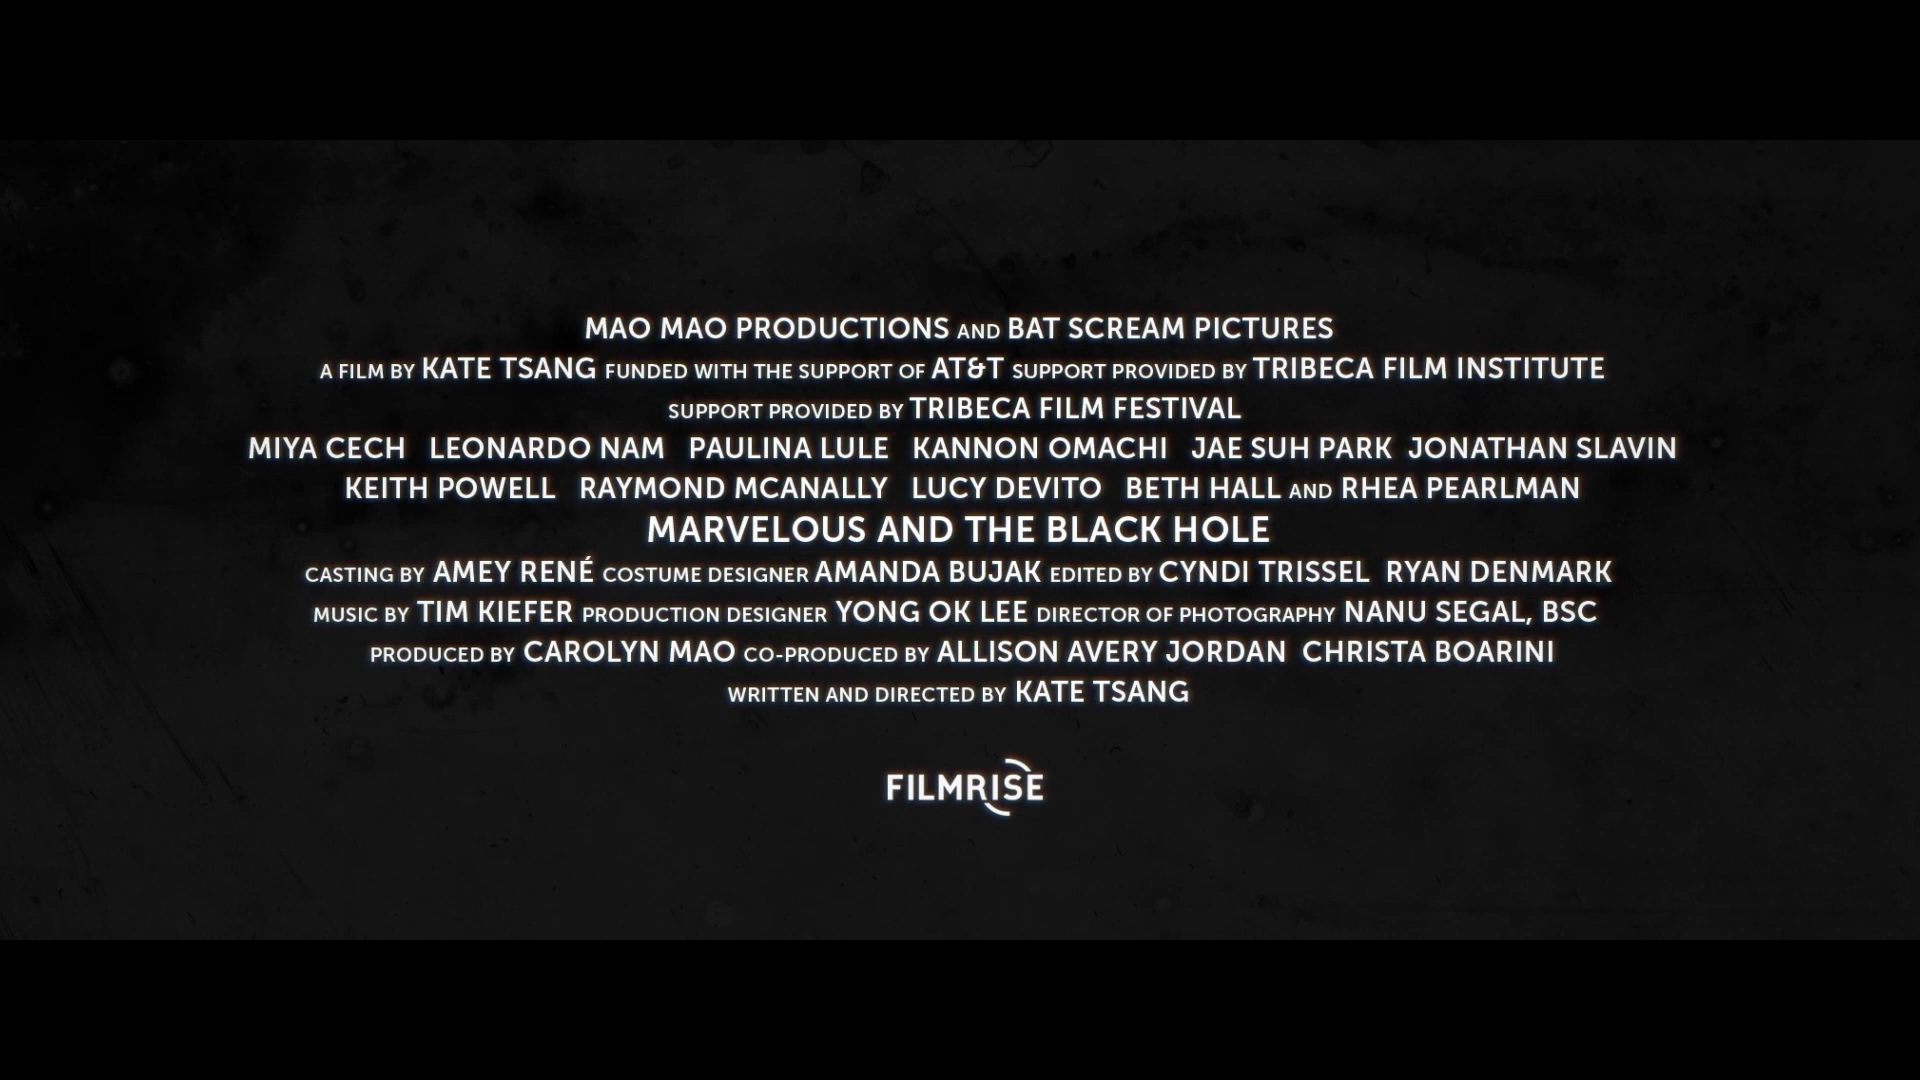 MAO MAO PRODUCTIONS AND BAT SCREAM PICTURES
A FILM BY KATE TSANG FUNDED WITH THE SUPPORT OF AT&T SUPPORT PROVIDED BY TRIBECA FILM INSTITUTE
SUPPORT PROVIDED BY TRIBECA FILM FESTIVAL
MIYA CECH LEONARDO NAM PAULINA LULE KANNON OMACHI JAE SUH PARK JONATHAN SLAVIN
KEITH POWELL RAYMOND MCANALLY LUCY DEVITO BETH HALL AND RHEA PEARLMAN
MARVELOUS AND THE BLACK HOLE
CASTING BY AMEY RENÉ COSTUME DESIGNER AMANDA BUJAK EDITED BY CYNDI TRISSEL RYAN DENMARK
MUSIC BY TIM KIEFER PRODUCTION DESIGNER YONG OK LEE DIRECTOR OF PHOTOGRAPHY NANU SEGAL, BSC
PRODUCED BY CAROLYN MAO CO-PRODUCED BY ALLISON AVERY JORDAN CHRISTA BOARINI
WRITTEN AND DIRECTED BY KATE TSANG
FILMRISE